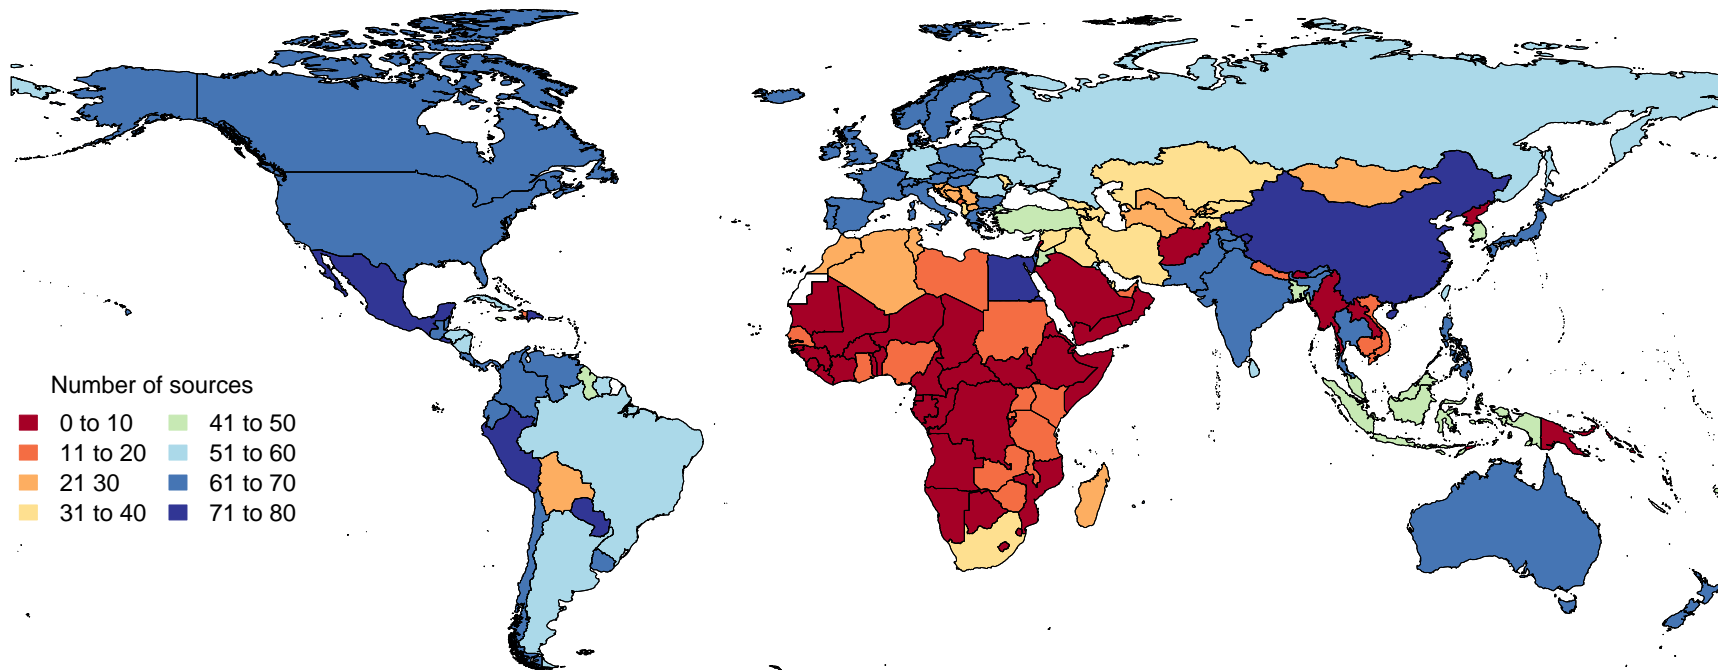 Number of sources
0 to 10
11 to 20
21 30
31 to 40
41 to 50
51 to 60
61 to 70
71 to 80